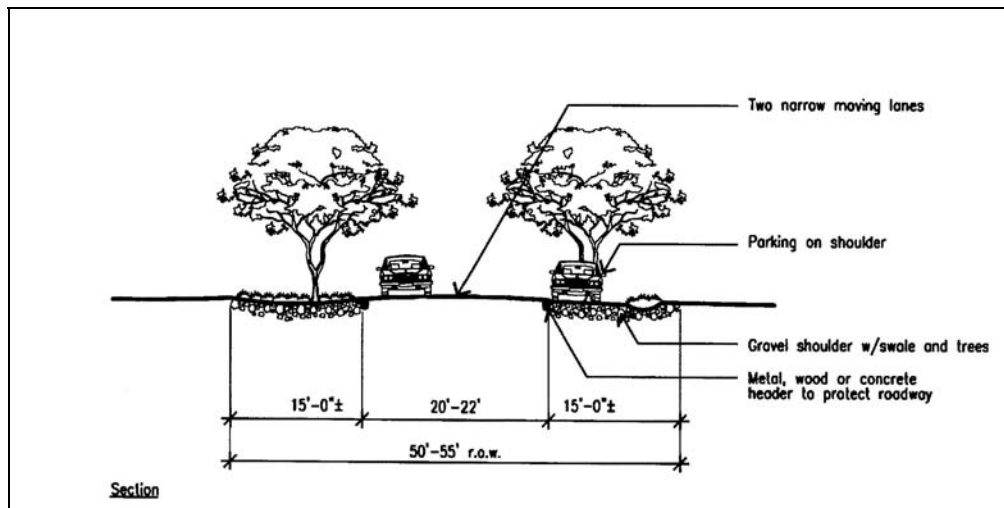 Two narrow moving lanes
Parking on shoulder
Gravel shoulder w/swale and trees
Metal, wood or concrete
header to protect roadway
15'-0"± 20'-22' 15'-0"±
50'-55' r.o.w.
Section